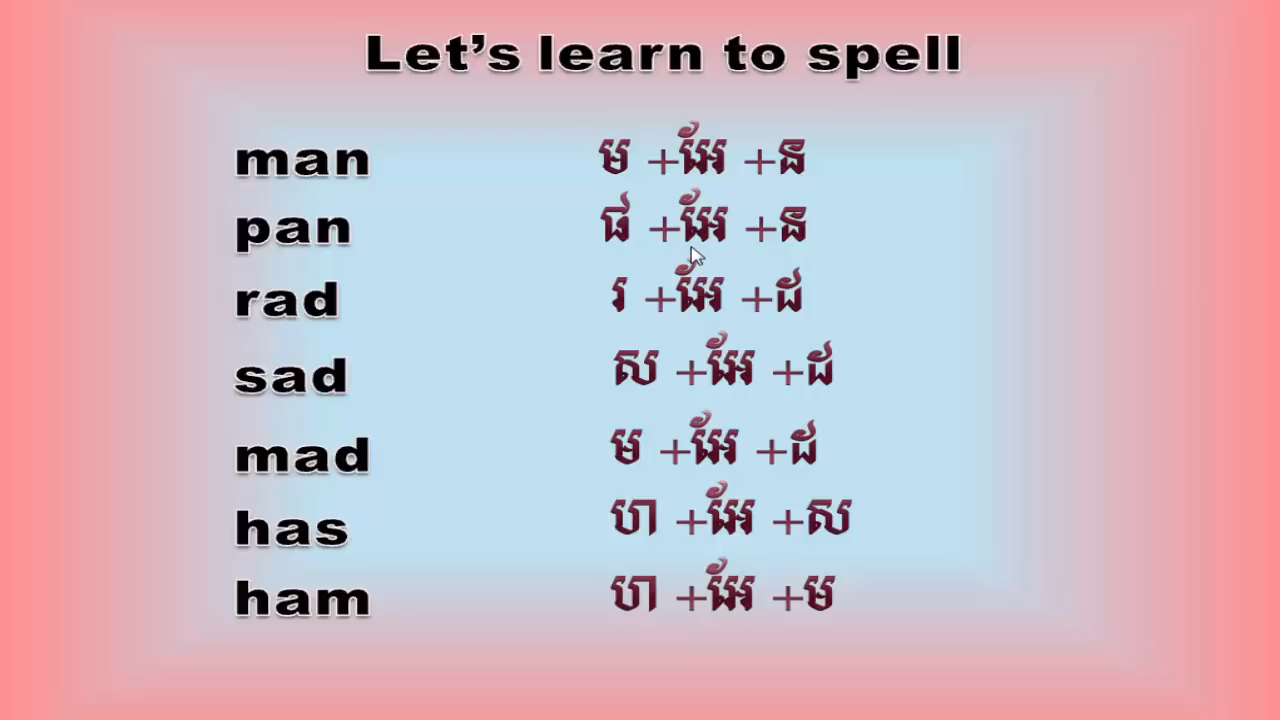 Let’s learn to spell
man ម +អែ៎ +ន
pan ផ +អែ៎ +ន
rad រ +អែ៎ +ដ
sad ស +អែ៎ +ដ
mad ម +អែ៎ +ដ
has ហ +អែ៎ +ស
ham ហ +អែ៎ +ម